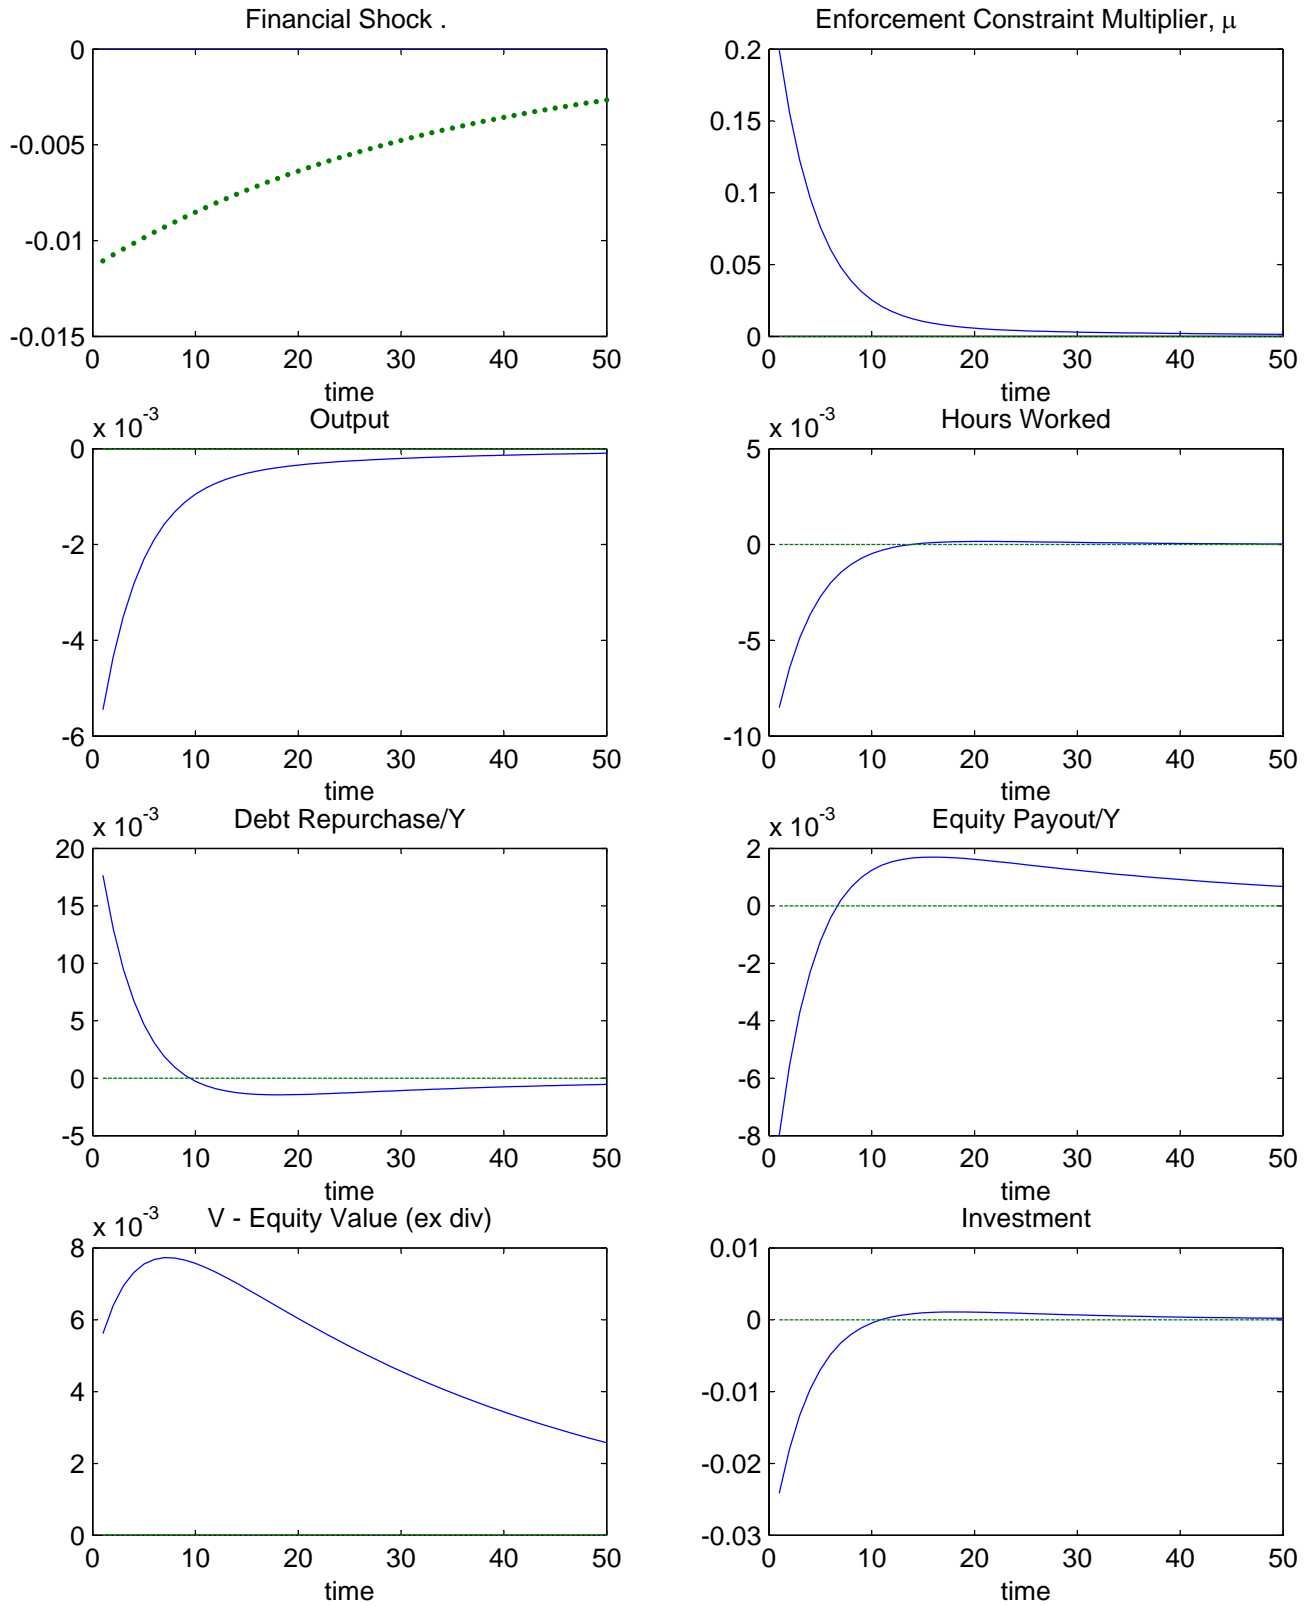 Financial Shock .
0
-0.005
-0.01
-0.015
0 10 20 30 40 50
time
Enforcement Constraint Multiplier, μ
0.2
0.15
0.1
0.05
0
0 10 20 30 40 50
time
Output
x 10^-3
0
-2
-4
-6
0 10 20 30 40 50
time
Hours Worked
x 10^-3
5
0
-5
-10
0 10 20 30 40 50
time
Debt Repurchase/Y
x 10^-3
20
15
10
5
0
-5
0 10 20 30 40 50
time
Equity Payout/Y
x 10^-3
2
0
-2
-4
-6
-8
0 10 20 30 40 50
time
V - Equity Value (ex div)
x 10^-3
8
6
4
2
0
0 10 20 30 40 50
time
Investment
0.01
0
-0.01
-0.02
-0.03
0 10 20 30 40 50
time